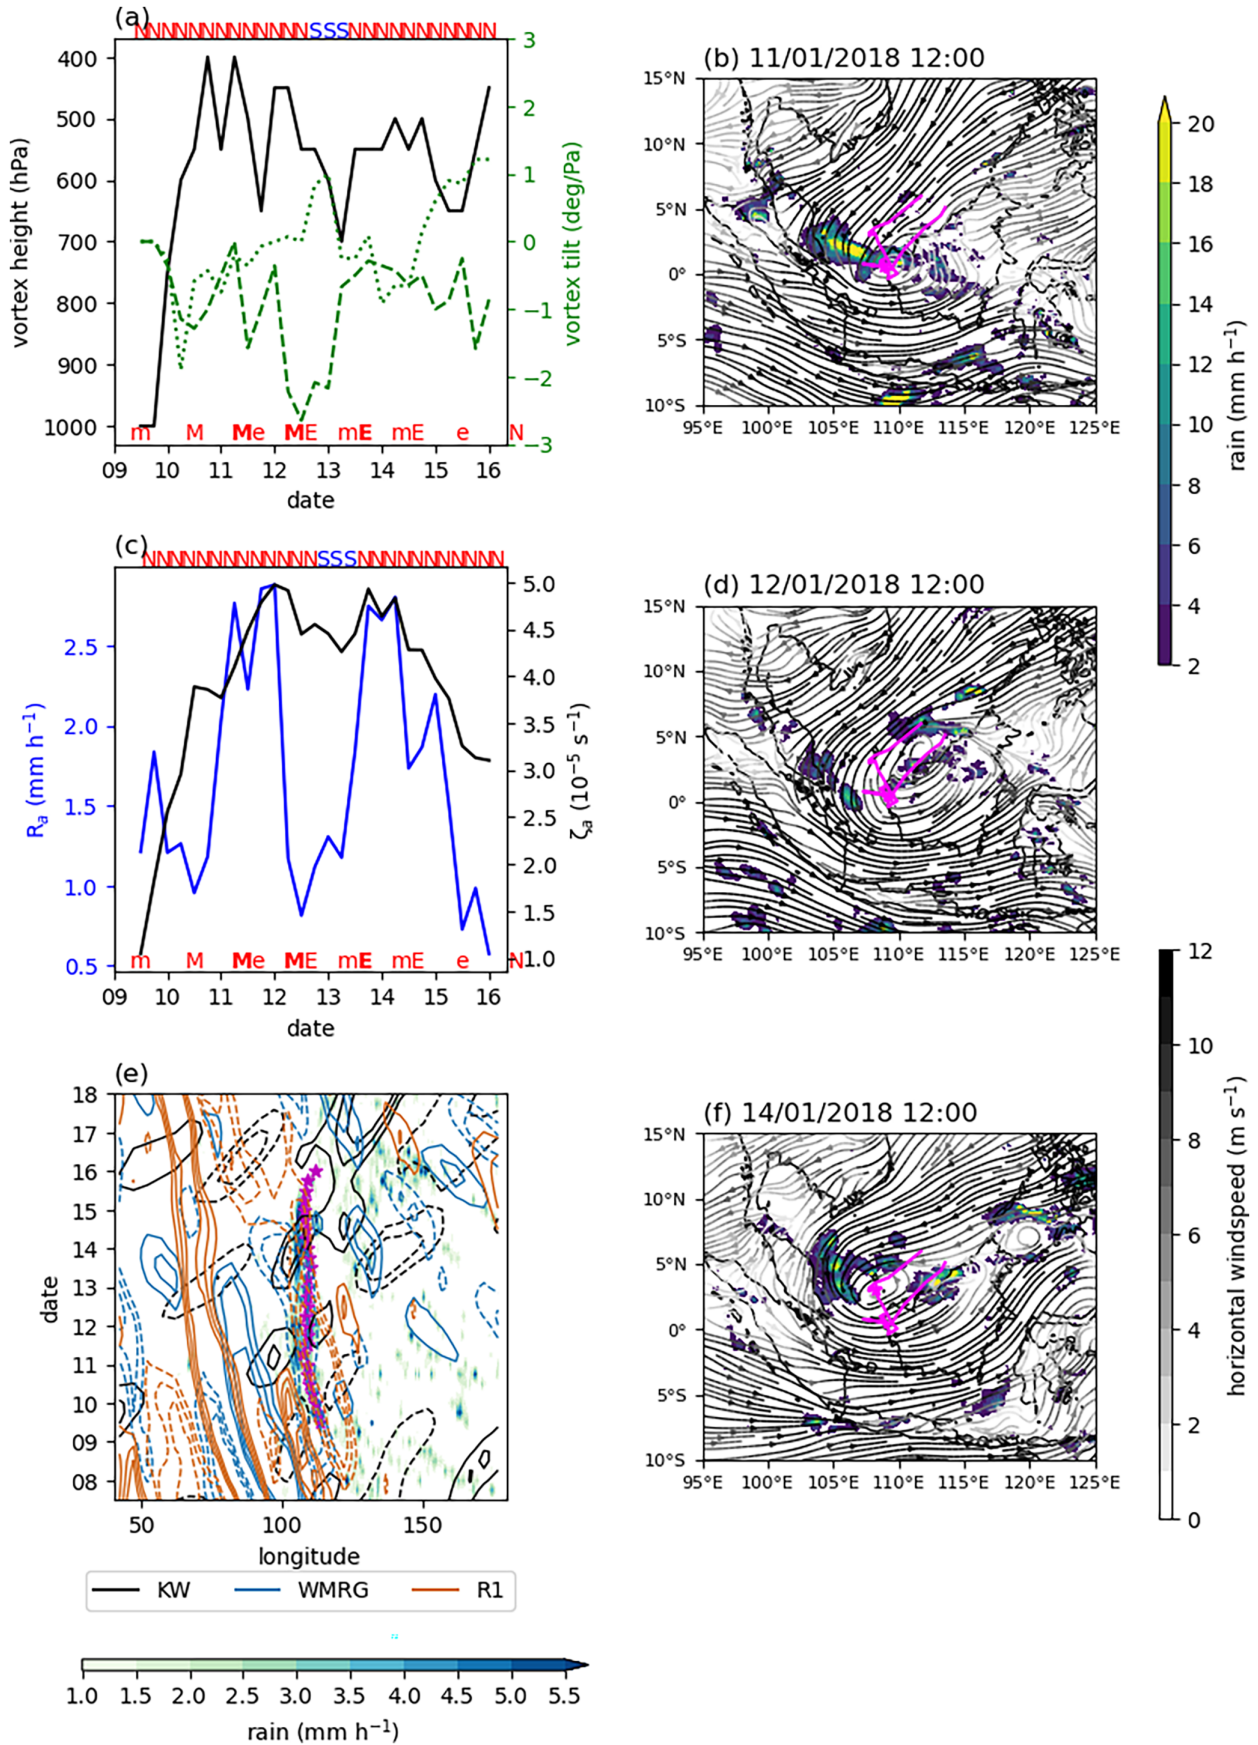 (a)
NNNNNNNNNNNNNSSSNNNNNNNNNNN
400
500
600
700
800
900
1000
vortex height (hPa)
3
2
1
0
−1
−2
−3
vortex tilt (deg/Pa)
m M Me ME mE mE e N
09 10 11 12 13 14 15 16
date
(b) 11/01/2018 12:00
15°N
10°N
5°N
0°
5°S
10°S
95°E 100°E 105°E 110°E 115°E 120°E 125°E
20
18
16
14
12
10
8
6
4
2
rain (mm h⁻¹)
(c)
NNNNNNNNNNNNNSSSNNNNNNNNNNN
2.5
2.0
1.5
1.0
0.5
Rₐ (mm h⁻¹)
5.0
4.5
4.0
3.5
3.0
2.5
2.0
1.5
1.0
ζₐ (10⁻⁵ s⁻¹)
m M Me ME mE mE e N
09 10 11 12 13 14 15 16
date
(d) 12/01/2018 12:00
15°N
10°N
5°N
0°
5°S
10°S
95°E 100°E 105°E 110°E 115°E 120°E 125°E
(e)
18
17
16
15
14
13
12
11
10
09
08
date
50 100 150
longitude
KW WMRG R1
1.0 1.5 2.0 2.5 3.0 3.5 4.0 4.5 5.0 5.5
rain (mm h⁻¹)
(f) 14/01/2018 12:00
15°N
10°N
5°N
0°
5°S
10°S
95°E 100°E 105°E 110°E 115°E 120°E 125°E
12
10
8
6
4
2
0
horizontal windspeed (m s⁻¹)